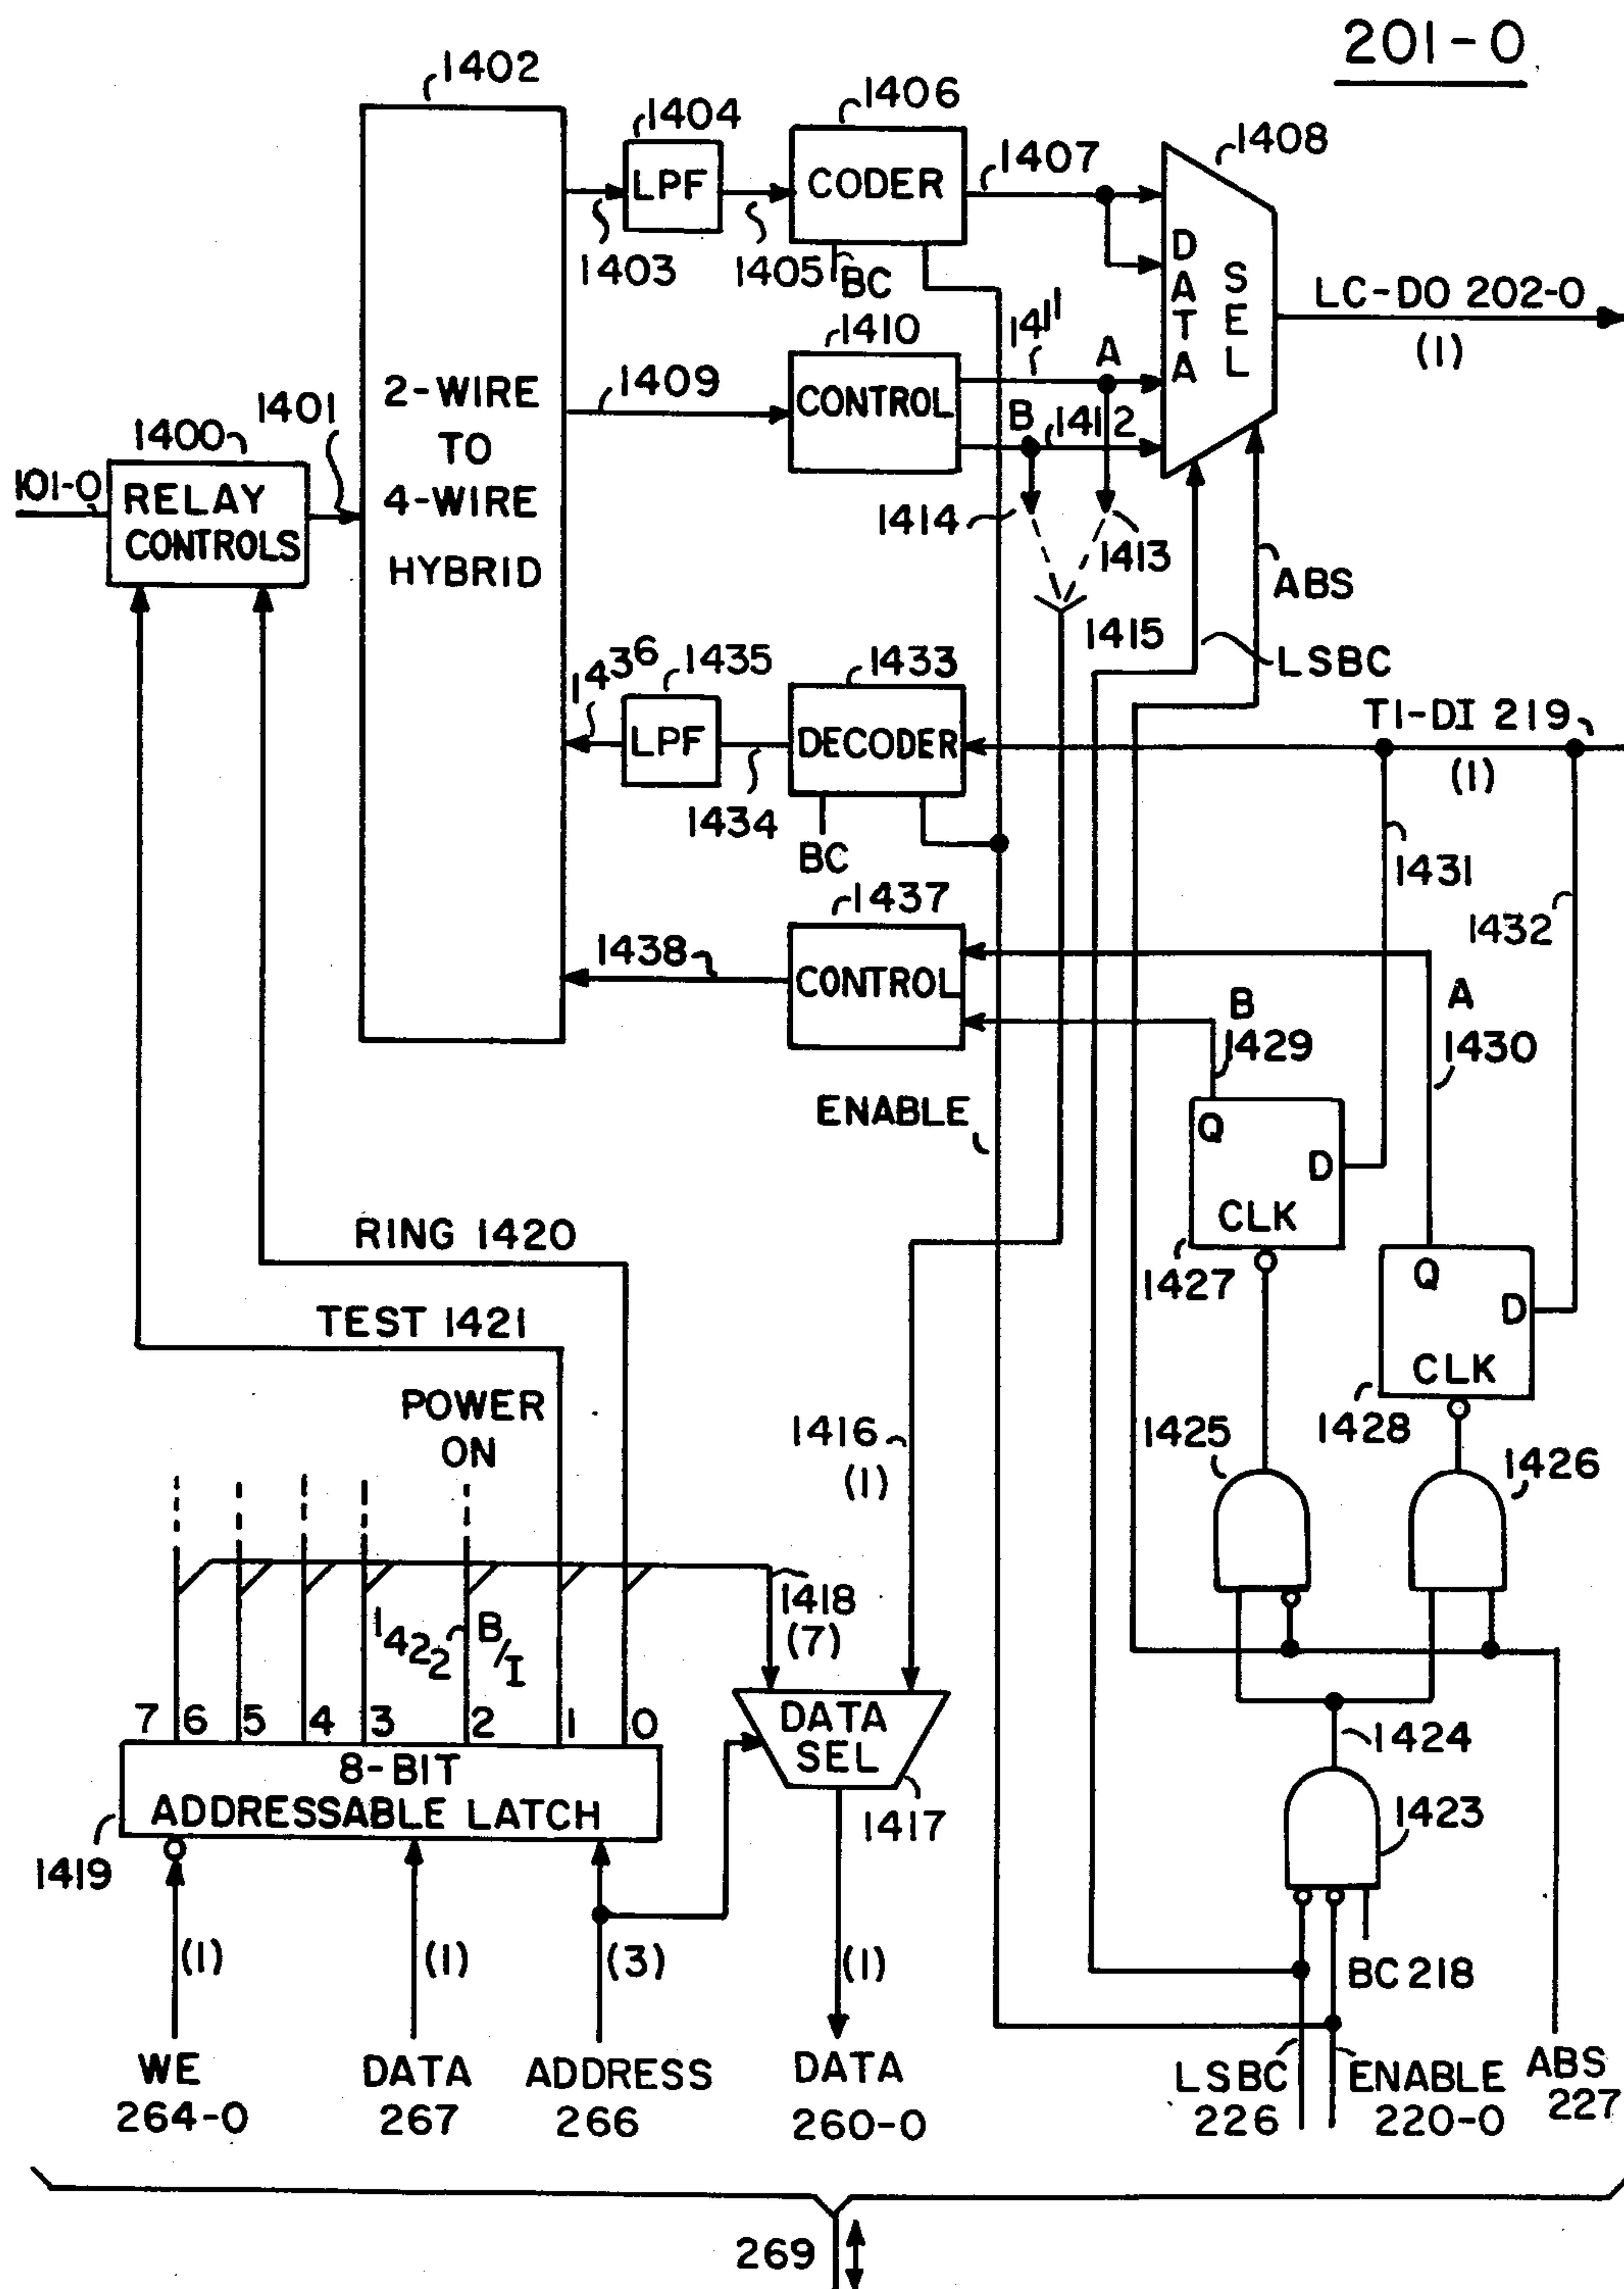 201-0
1402
1404
1406
1408
LPF
CODER
1407
1403
1405
BC
DATA
SEL
LC-DO 202-0
(1)
1411
1410
A
CONTROL
1409
B
1412
2-WIRE
TO
4-WIRE
HYBRID
1401
1400
101-0
RELAY
CONTROLS
1414
1413
ABS
1415
LSBC
1436
1435
1433
LPF
DECODER
TI-DI 219
(1)
1434
BC
1431
1432
1437
1438
CONTROL
B
1429
A
1430
ENABLE
Q
D
CLK
1427
Q
D
CLK
1428
RING 1420
TEST 1421
POWER
ON
1416
(1)
1425
1426
1418
(7)
1422
B/I
7
6
5
4
3
2
1
0
8-BIT
ADDRESSABLE LATCH
1419
DATA
SEL
1417
1424
1423
(1)
(1)
(3)
(1)
BC 218
WE
264-0
DATA
267
ADDRESS
266
DATA
260-0
LSBC
226
ENABLE
220-0
ABS
227
269